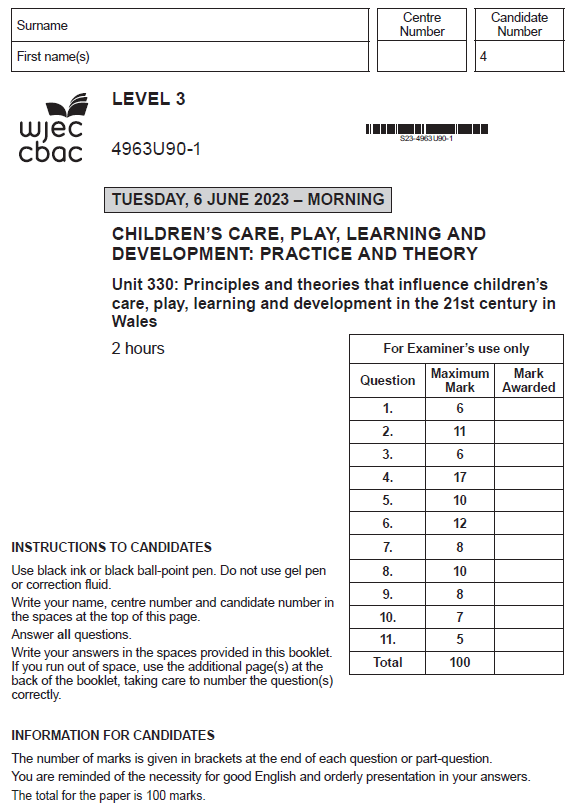 Surname
Centre Number
Candidate Number
First name(s)
4
wjec
cbac
LEVEL 3
4963U90-1
S23-4963U90-1
TUESDAY, 6 JUNE 2023 – MORNING
CHILDREN'S CARE, PLAY, LEARNING AND
DEVELOPMENT: PRACTICE AND THEORY
Unit 330: Principles and theories that influence children's
care, play, learning and development in the 21st century in
Wales
2 hours
For Examiner's use only
Question Maximum Mark Mark Awarded
1. 6
2. 11
3. 6
4. 17
5. 10
6. 12
7. 8
8. 10
9. 8
10. 7
11. 5
Total 100
INSTRUCTIONS TO CANDIDATES
Use black ink or black ball-point pen. Do not use gel pen
or correction fluid.
Write your name, centre number and candidate number in
the spaces at the top of this page.
Answer all questions.
Write your answers in the spaces provided in this booklet.
If you run out of space, use the additional page(s) at the
back of the booklet, taking care to number the question(s)
correctly.
INFORMATION FOR CANDIDATES
The number of marks is given in brackets at the end of each question or part-question.
You are reminded of the necessity for good English and orderly presentation in your answers.
The total for the paper is 100 marks.